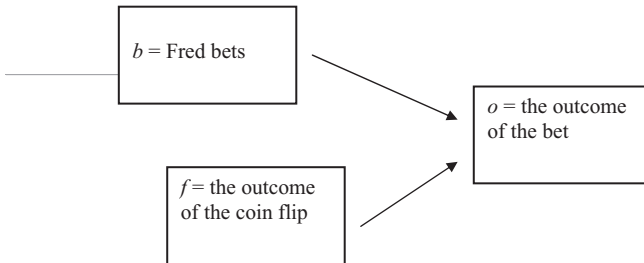 b = Fred bets
o = the outcome
of the bet
f = the outcome
of the coin flip